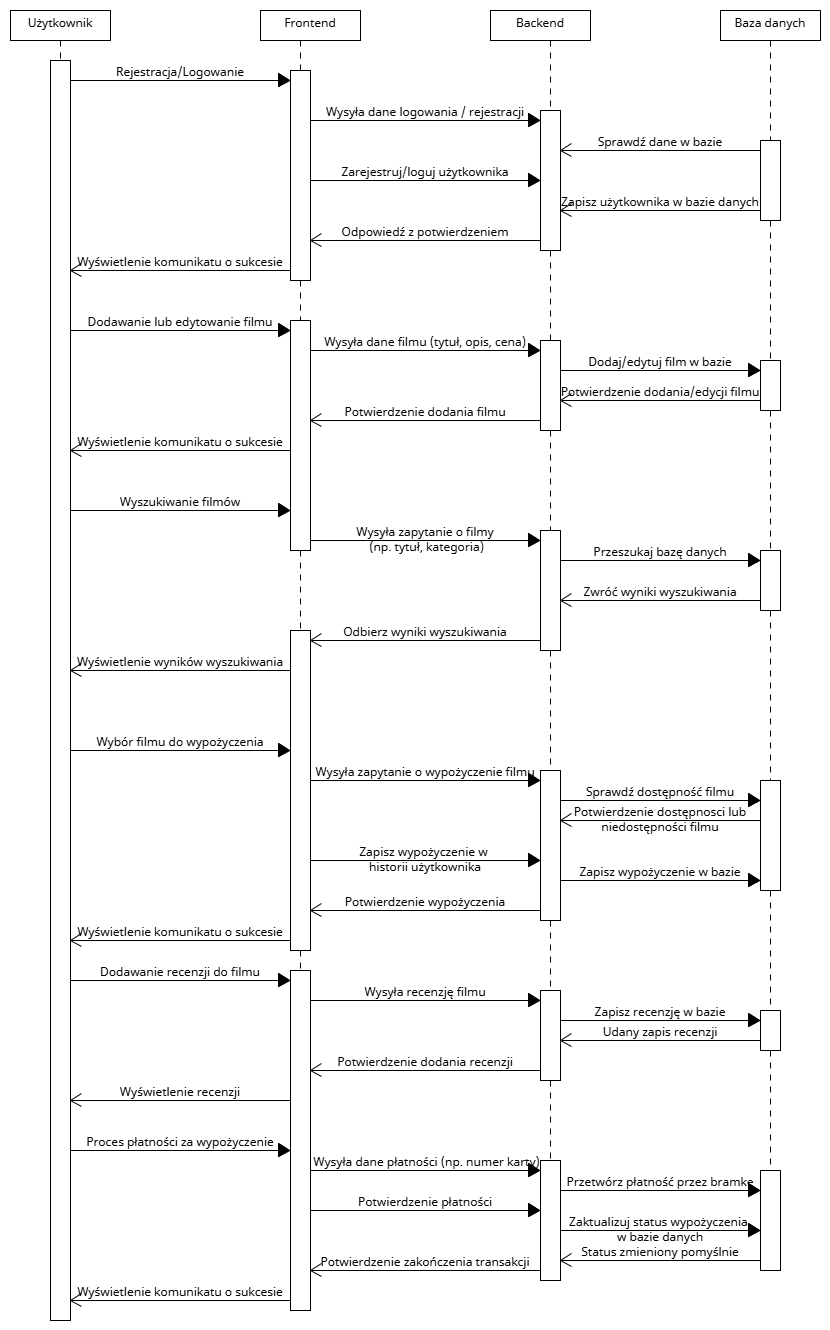 Użytkownik
Frontend
Backend
Baza danych
Rejestracja/Logowanie
Wysyła dane logowania / rejestracji
Sprawdź dane w bazie
Zarejestruj/loguj użytkownika
Zapisz użytkownika w bazie danych
Odpowiedź z potwierdzeniem
Wyświetlenie komunikatu o sukcesie
Dodawanie lub edytowanie filmu
Wysyła dane filmu (tytuł, opis, cena)
Dodaj/edytuj film w bazie
Potwierdzenie dodania/edycji filmu
Potwierdzenie dodania filmu
Wyświetlenie komunikatu o sukcesie
Wyszukiwanie filmów
Wysyła zapytanie o filmy
(np. tytuł, kategoria)
Przeszukaj bazę danych
Zwróć wyniki wyszukiwania
Odbierz wyniki wyszukiwania
Wyświetlenie wyników wyszukiwania
Wybór filmu do wypożyczenia
Wysyła zapytanie o wypożyczenie filmu
Sprawdź dostępność filmu
Potwierdzenie dostępnosci lub
niedostępności filmu
Zapisz wypożyczenie w
historii użytkownika
Zapisz wypożyczenie w bazie
Potwierdzenie wypożyczenia
Wyświetlenie komunikatu o sukcesie
Dodawanie recenzji do filmu
Wysyła recenzję filmu
Zapisz recenzję w bazie
Udany zapis recenzji
Potwierdzenie dodania recenzji
Wyświetlenie recenzji
Proces płatności za wypożyczenie
Wysyła dane płatności (np. numer karty)
Przetwórz płatność przez bramkę
Potwierdzenie płatności
Zaktualizuj status wypożyczenia
w bazie danych
Status zmieniony pomyślnie
Potwierdzenie zakończenia transakcji
Wyświetlenie komunikatu o sukcesie